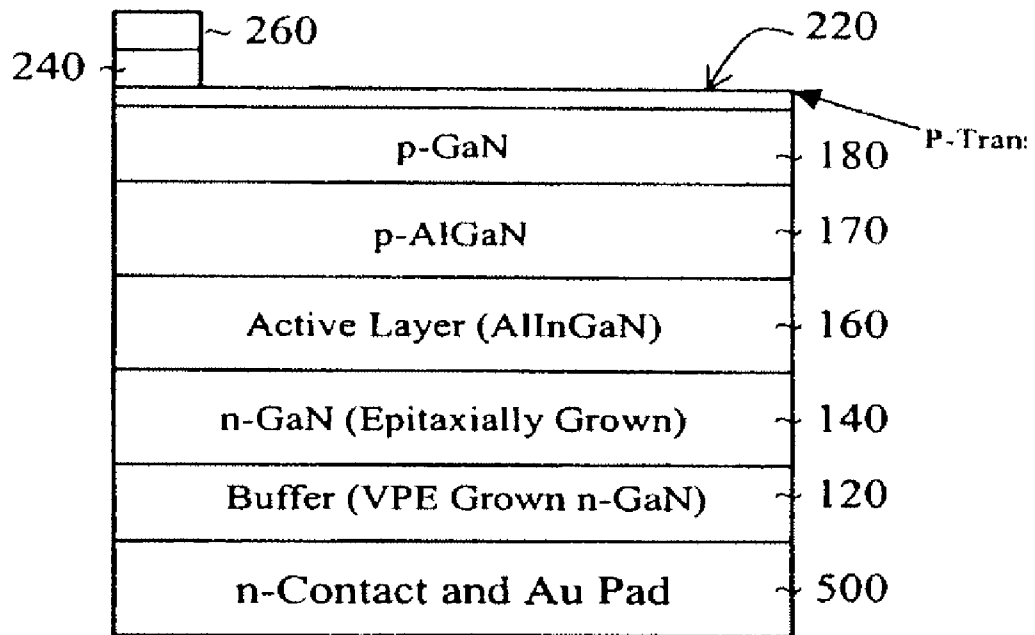 260
220
240
P-Tran
p-GaN
180
p-AlGaN
170
Active Layer (AlInGaN)
160
n-GaN (Epitaxially Grown)
140
Buffer (VPE Grown n-GaN)
120
n-Contact and Au Pad
500